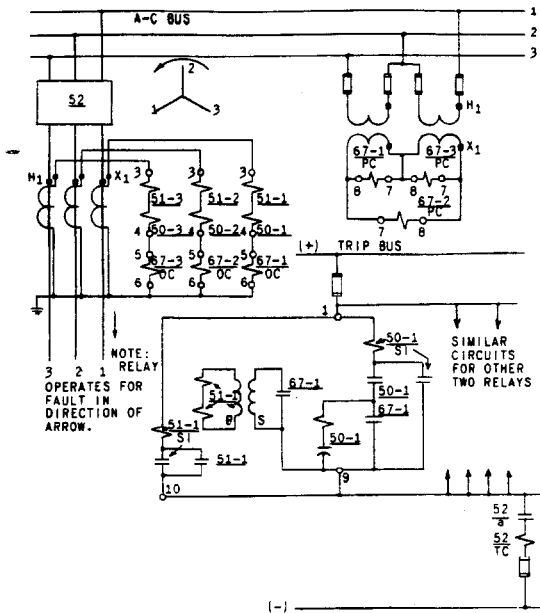 A-C BUS
1
2
3
52
2
1
3
H1
X1
3
3
3
51-3
51-2
51-1
4
50-3
4
50-2
4
50-1
5
5
5
67-3
OC
67-2
OC
67-1
OC
6
6
6
H1
67-1
PC
67-3
PC
X1
8
7
8
7
67-2
PC
7
8
(+)
TRIP BUS
3
2
1
NOTE:
RELAY
OPERATES FOR
FAULT IN
DIRECTION OF
ARROW.
1
50-1
SI
SIMILAR
CIRCUITS
FOR OTHER
TWO RELAYS
51-1
S
67-1
50-1
67-1
50-1
51-1
SI
51-1
10
9
52
a
52
TC
(-)